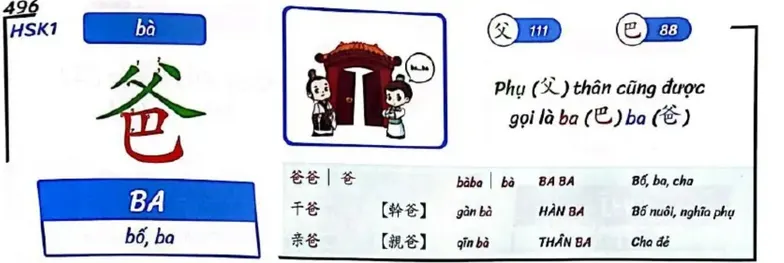 496
HSK1
bà
爸
BA
bố, ba
ba...ba...
父 111
巴 88
Phụ (父) thân cũng được
gọi là ba (巴) ba (爸)
爸爸 | 爸 bàba | bà BA BA Bố, ba, cha
干爸 【幹爸】 gàn bà HÀN BA Bố nuôi, nghĩa phụ
亲爸 【親爸】 qīn bà THÂN BA Cha đẻ